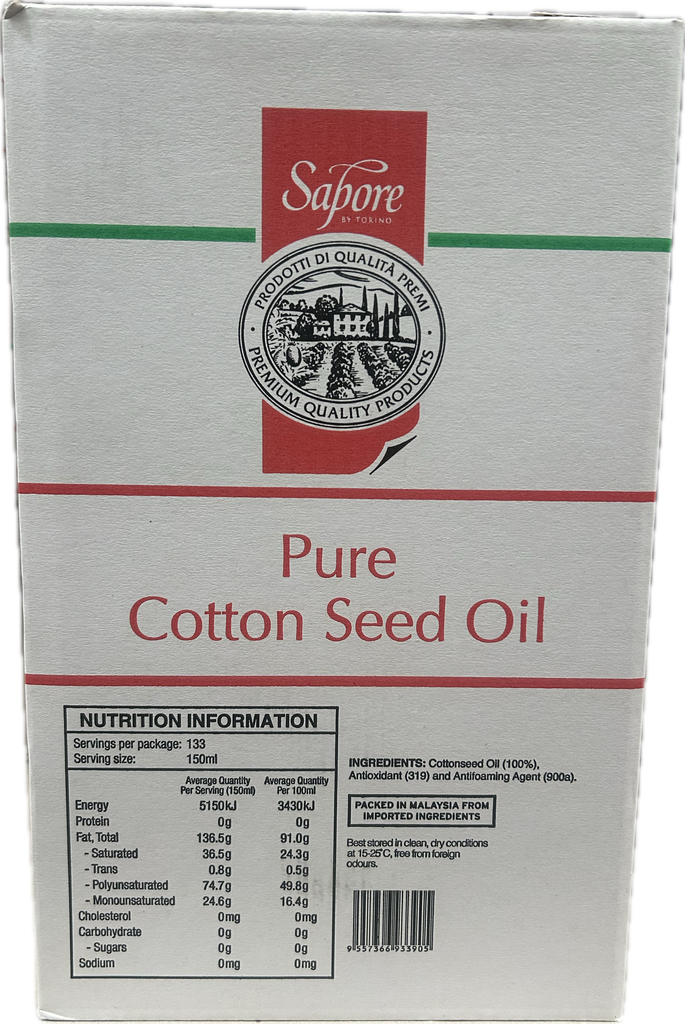 Sapore
BY TORINO
PRODOTTI DI QUALITÀ PREMI
PREMIUM QUALITY PRODUCTS
Pure
Cotton Seed Oil
NUTRITION INFORMATION
Servings per package: 133
Serving size: 150ml
Average Quantity Per Serving (150ml) Average Quantity Per 100ml
Energy 5150kJ 3430kJ
Protein 0g 0g
Fat, Total 136.5g 91.0g
- Saturated 36.5g 24.3g
- Trans 0.8g 0.5g
- Polyunsaturated 74.7g 49.8g
- Monounsaturated 24.6g 16.4g
Cholesterol 0mg 0mg
Carbohydrate 0g 0g
- Sugars 0g 0g
Sodium 0mg 0mg
INGREDIENTS: Cottonseed Oil (100%),
Antioxidant (319) and Antifoaming Agent (900a).
PACKED IN MALAYSIA FROM
IMPORTED INGREDIENTS
Best stored in clean, dry conditions
at 15-25°C, free from foreign
odours.
9 557366 933905